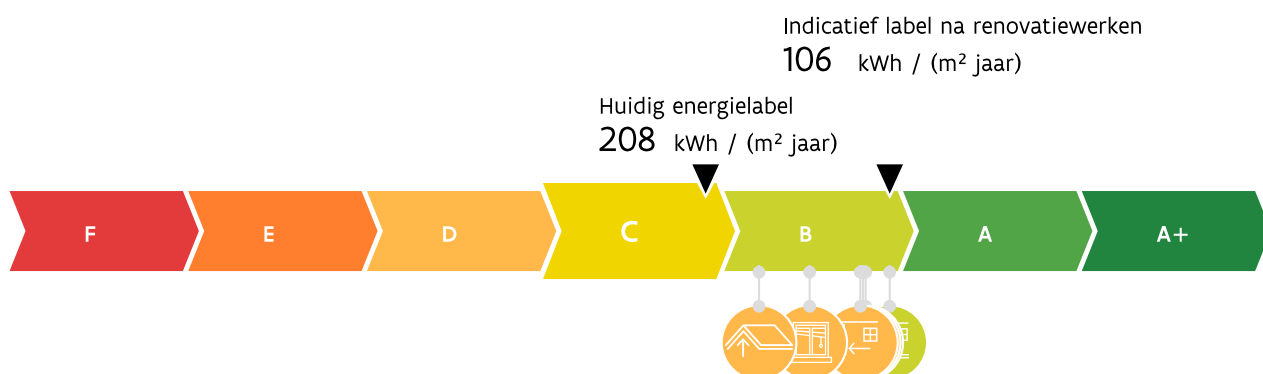 Indicatief label na renovatiewerken
106 kWh / (m² jaar)
Huidig energielabel
208 kWh / (m² jaar)
F E D C B A A+